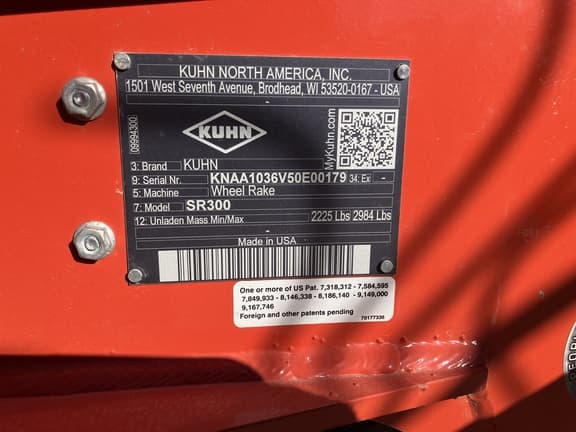 KUHN NORTH AMERICA, INC.
1501 West Seventh Avenue, Brodhead, WI 53520-0167 - USA
09994300
KUHN
MyKuhn.com
3: Brand KUHN
9: Serial Nr. KNAA1036V50E00179 34: Ex -
5: Machine Wheel Rake
7: Model SR300
12: Unladen Mass Min/Max 2225 Lbs 2984 Lbs
-
Made in USA
One or more of US Pat. 7,318,312 - 7,584,595
7,849,933 - 8,146,338 - 8,186,140 - 9,149,000
9,167,746
Foreign and other patents pending
70177338